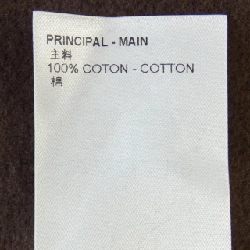 PRINCIPAL - MAIN
主料
100% COTON - COTTON
棉